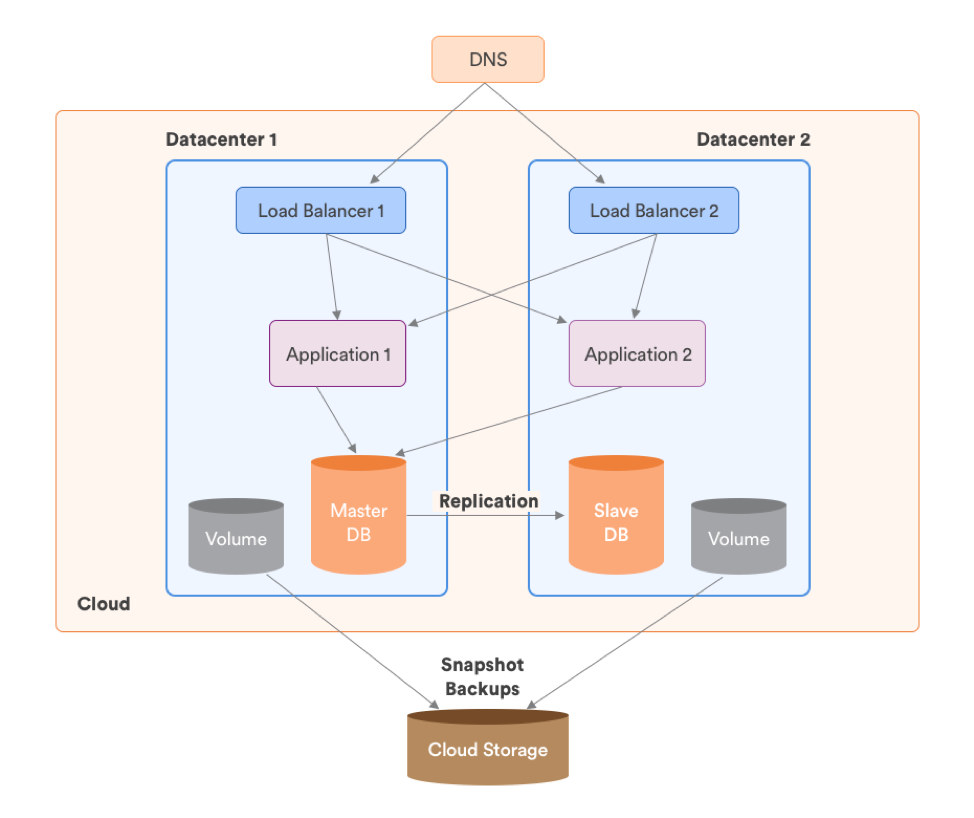 DNS
Datacenter 1
Datacenter 2
Load Balancer 1
Load Balancer 2
Application 1
Application 2
Replication
Master
DB
Slave
DB
Volume
Volume
Cloud
Snapshot
Backups
Cloud Storage